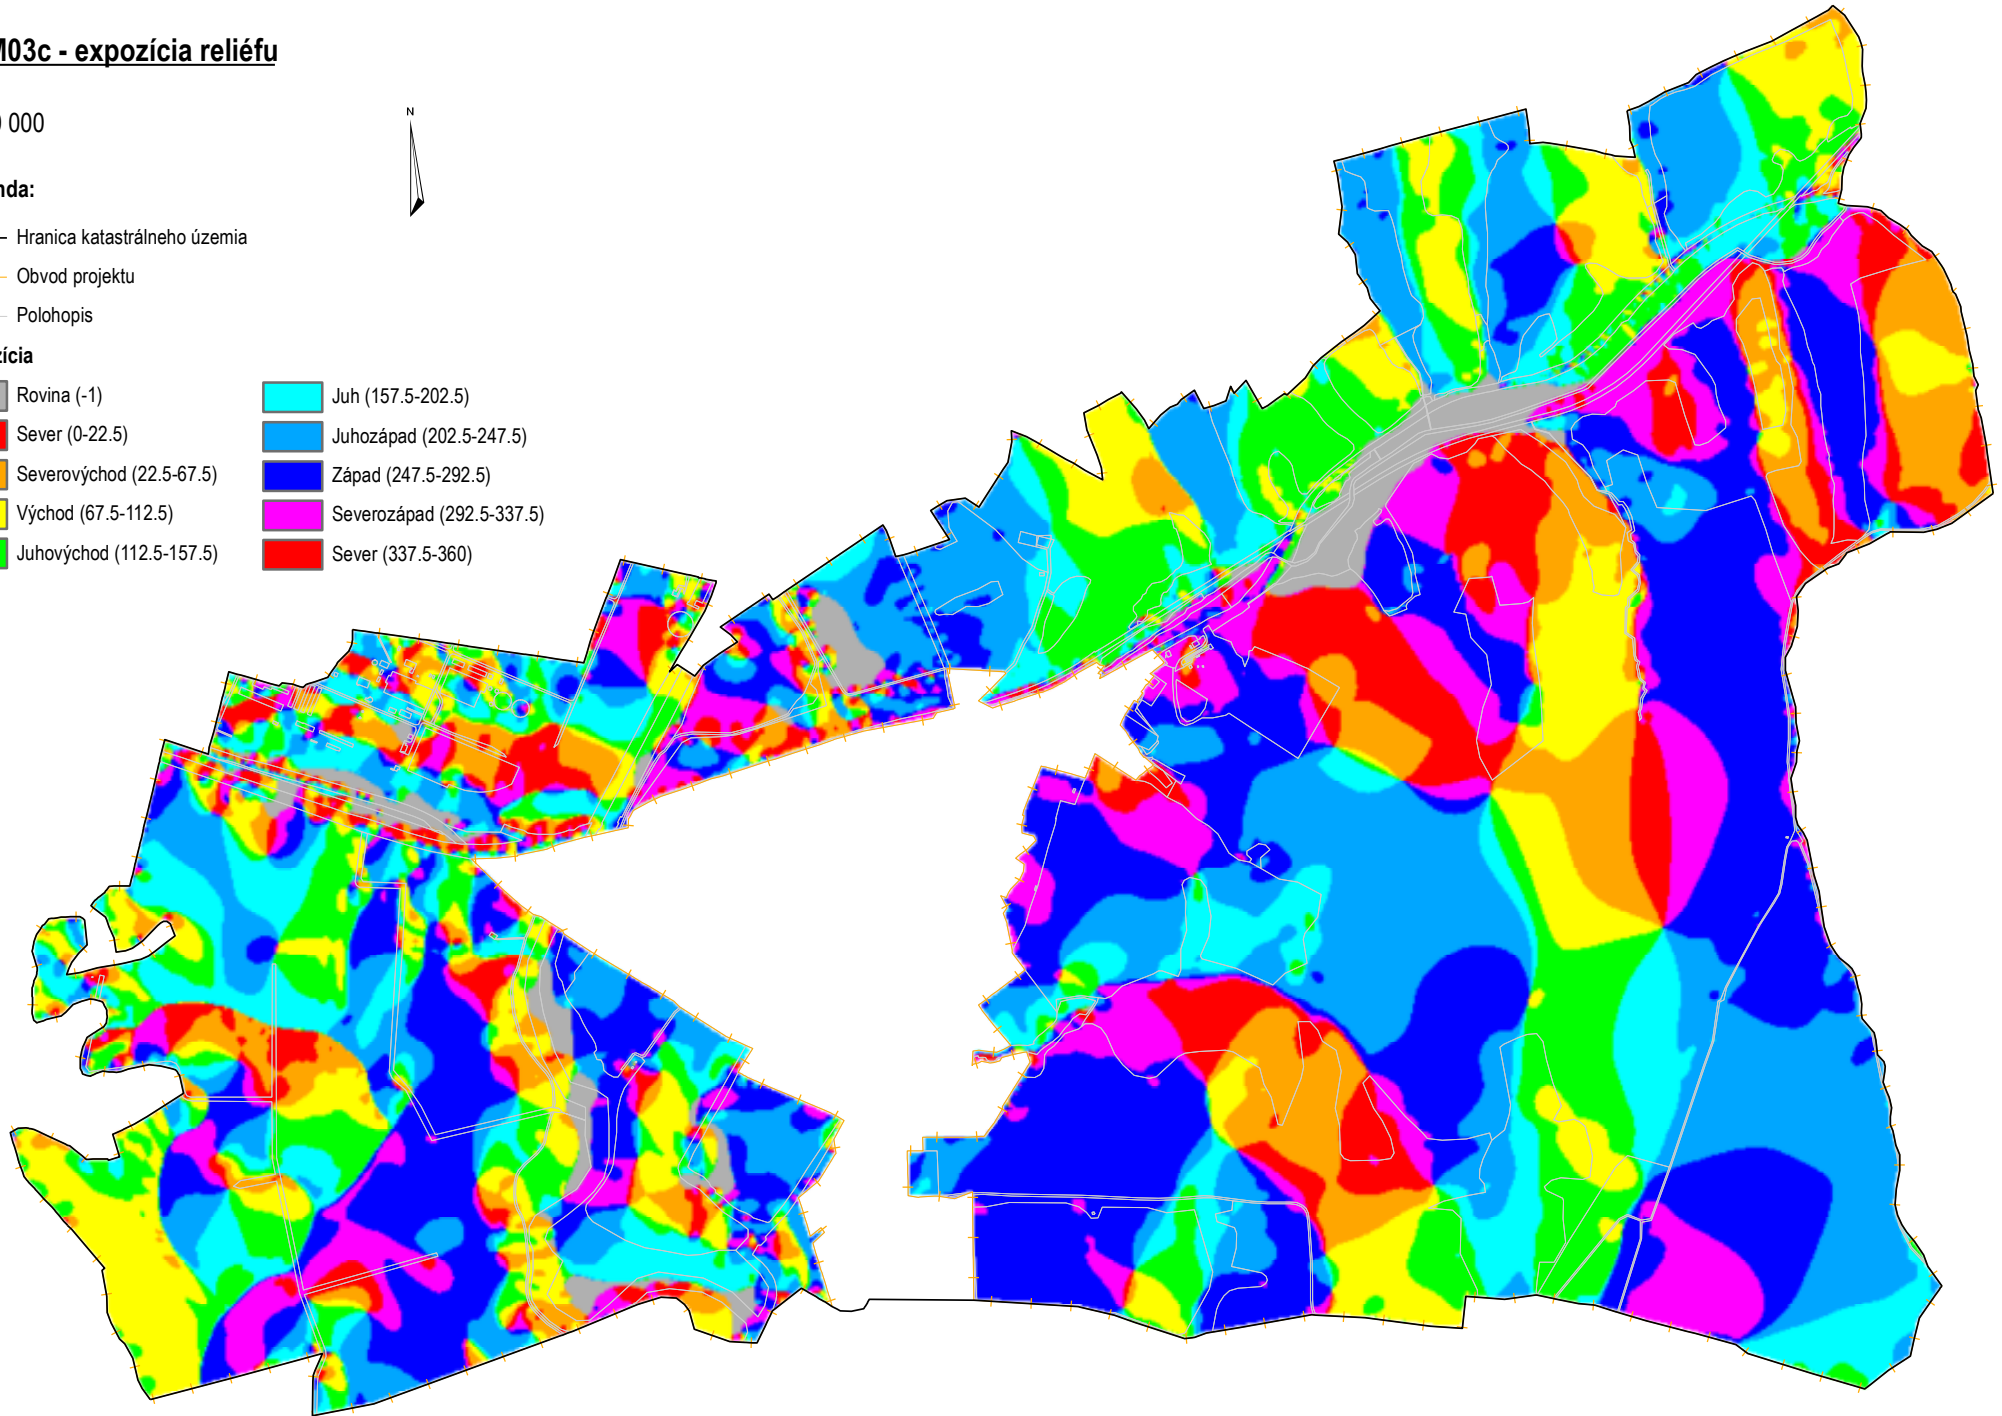 M03c - expozícia reliéfu
0 000
N
nda:
Hranica katastrálneho územia
Obvod projektu
Polohopis
zícia
Rovina (-1)
Sever (0-22.5)
Severovýchod (22.5-67.5)
Východ (67.5-112.5)
Juhovýchod (112.5-157.5)
Juh (157.5-202.5)
Juhozápad (202.5-247.5)
Západ (247.5-292.5)
Severozápad (292.5-337.5)
Sever (337.5-360)